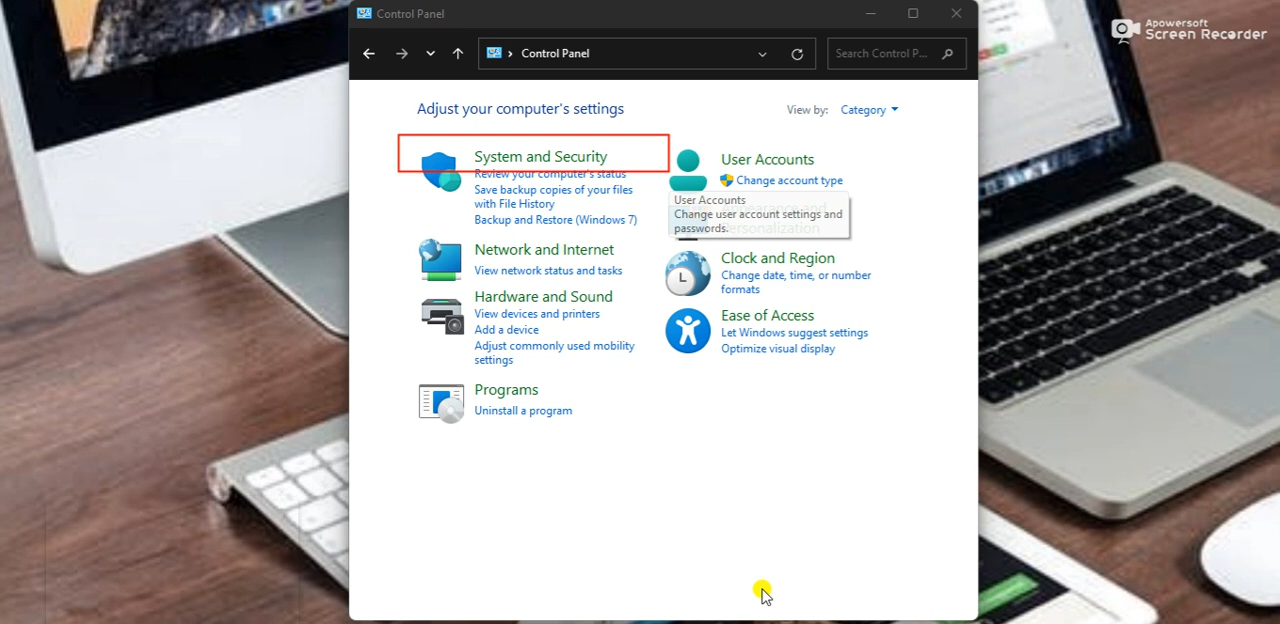 Control Panel
Apowersoft
Screen Recorder
Control Panel
Search Control P...
Adjust your computer's settings
View by: Category
System and Security
Review your computer's status
Save backup copies of your files
with File History
Backup and Restore (Windows 7)
Network and Internet
View network status and tasks
Hardware and Sound
View devices and printers
Add a device
Adjust commonly used mobility
settings
Programs
Uninstall a program
User Accounts
Change account type
User Accounts
Change user account settings and
passwords.
Appearance and
Personalization
Clock and Region
Change date, time, or number
formats
Ease of Access
Let Windows suggest settings
Optimize visual display